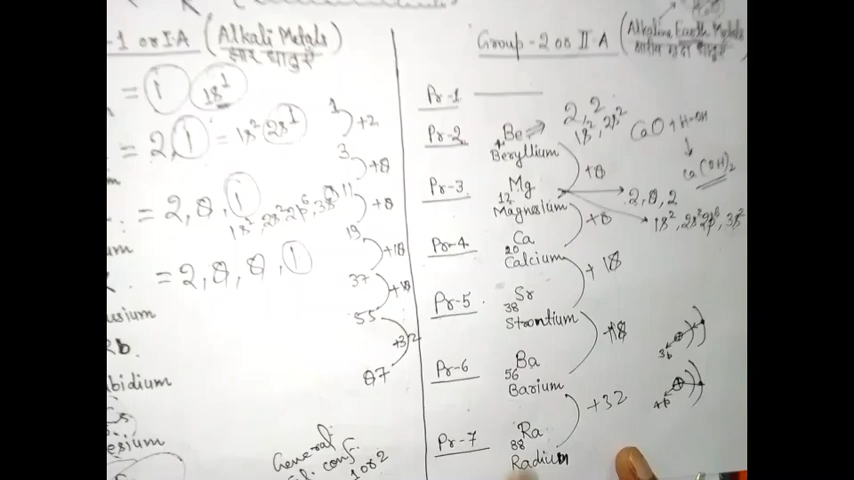 -1 or I-A (Alkali Metals)
क्षार धातुएँ
= 1 1s¹
= 2, 1 = 1s² 2s¹
= 2, 8, 1
1s², 2s² 2p⁶, 3s¹
= 2, 8, 8, 1
1
+2
3
+8
11
+8
19
+18
37
+18
55
+32
87
b.
bidium
esium
General
conf.
1 or 2
Group-2 or II-A (Alkaline Earth Metals)
क्षारीय मृदा धातुएँ
Pr-1
Pr-2 Be ⇒ 2, 2
4 Beryllium 1s², 2s²
+8
CaO + H-OH
↓
Ca(OH)₂
Pr-3 Mg → 2, 8, 2
12 Magnesium → 1s², 2s² 2p⁶, 3s²
+8
Pr-4 Ca
20 Calcium
+18
Pr-5 Sr
38 Strontium
+18
Pr-6 Ba
56 Barium
+32
Pr-7 Ra
88 Radium
3p
4p